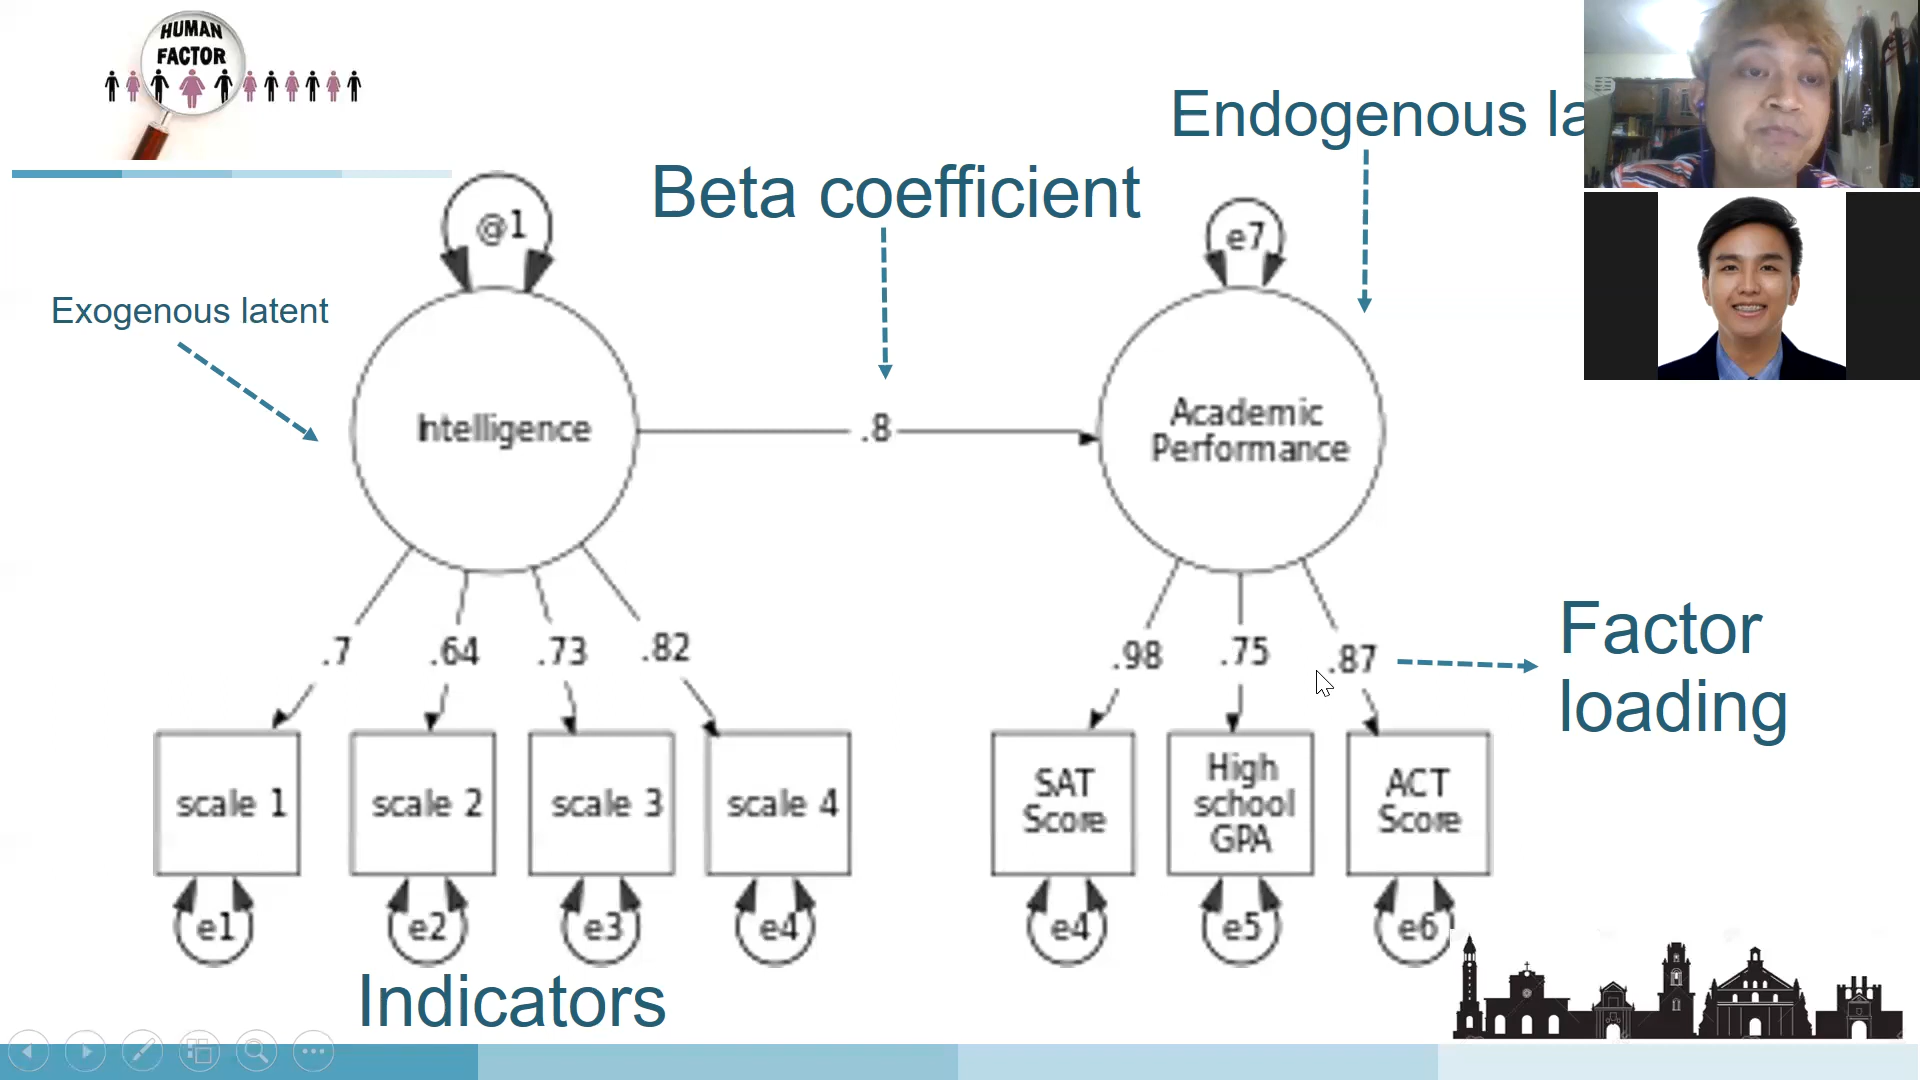 HUMAN
FACTOR
Endogenous la
Beta coefficient
@1
e7
Exogenous latent
Intelligence
.8
Academic
Performance
.7
.64
.73
.82
.98
.75
.87
Factor
loading
scale 1
scale 2
scale 3
scale 4
SAT
Score
High
school
GPA
ACT
Score
e1
e2
e3
e4
e4
e5
e6
Indicators